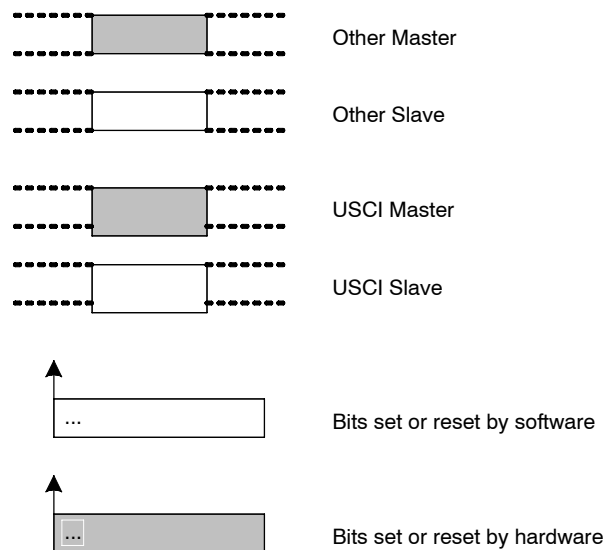 Other Master
Other Slave
USCI Master
USCI Slave
...
Bits set or reset by software
...
Bits set or reset by hardware